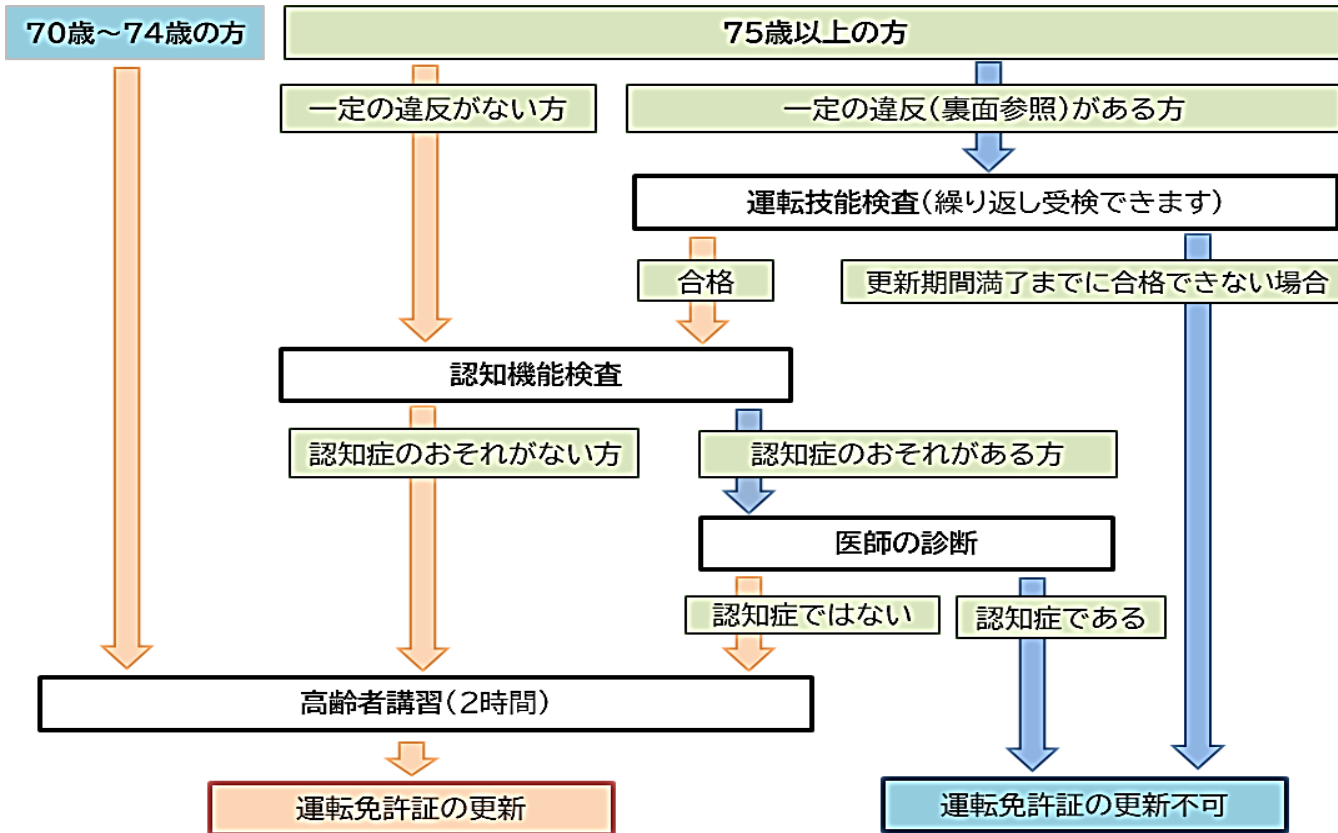 70歳～74歳の方
75歳以上の方
一定の違反がない方
一定の違反(裏面参照)がある方
運転技能検査(繰り返し受検できます)
合格
更新期間満了までに合格できない場合
認知機能検査
認知症のおそれがない方
認知症のおそれがある方
医師の診断
認知症ではない
認知症である
高齢者講習(2時間)
運転免許証の更新
運転免許証の更新不可